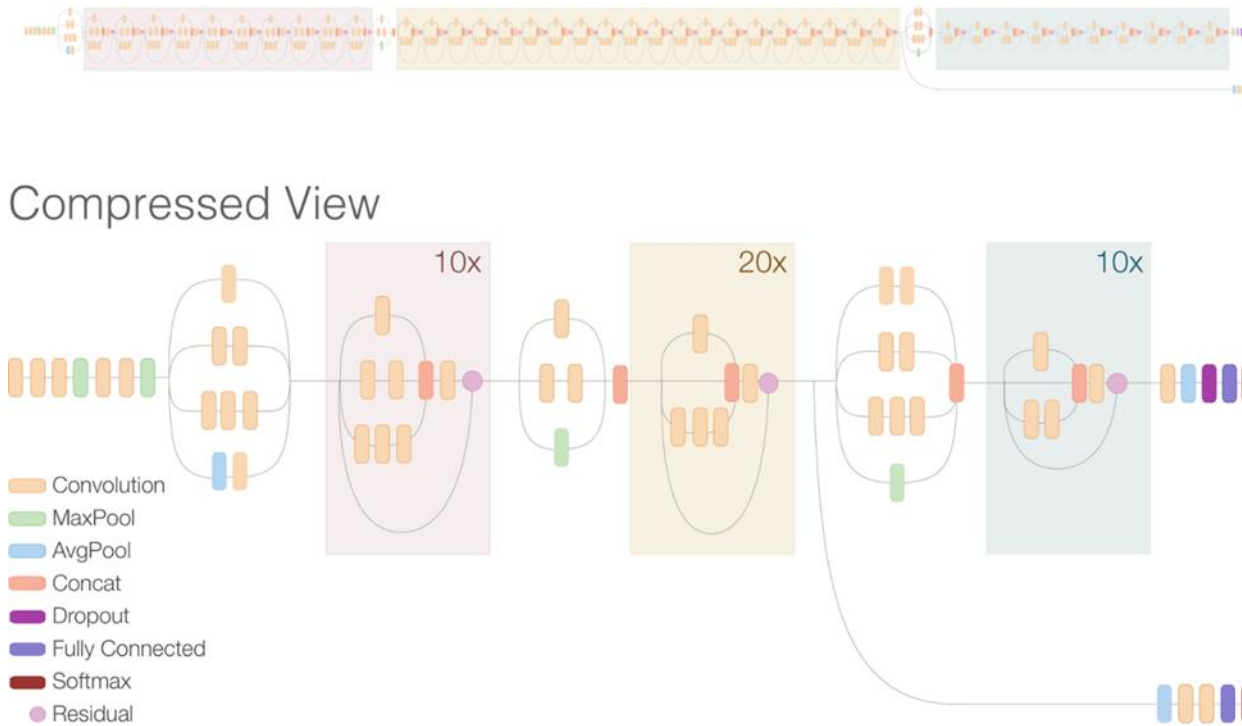 Compressed View
10x
20x
10x
Convolution
MaxPool
AvgPool
Concat
Dropout
Fully Connected
Softmax
Residual